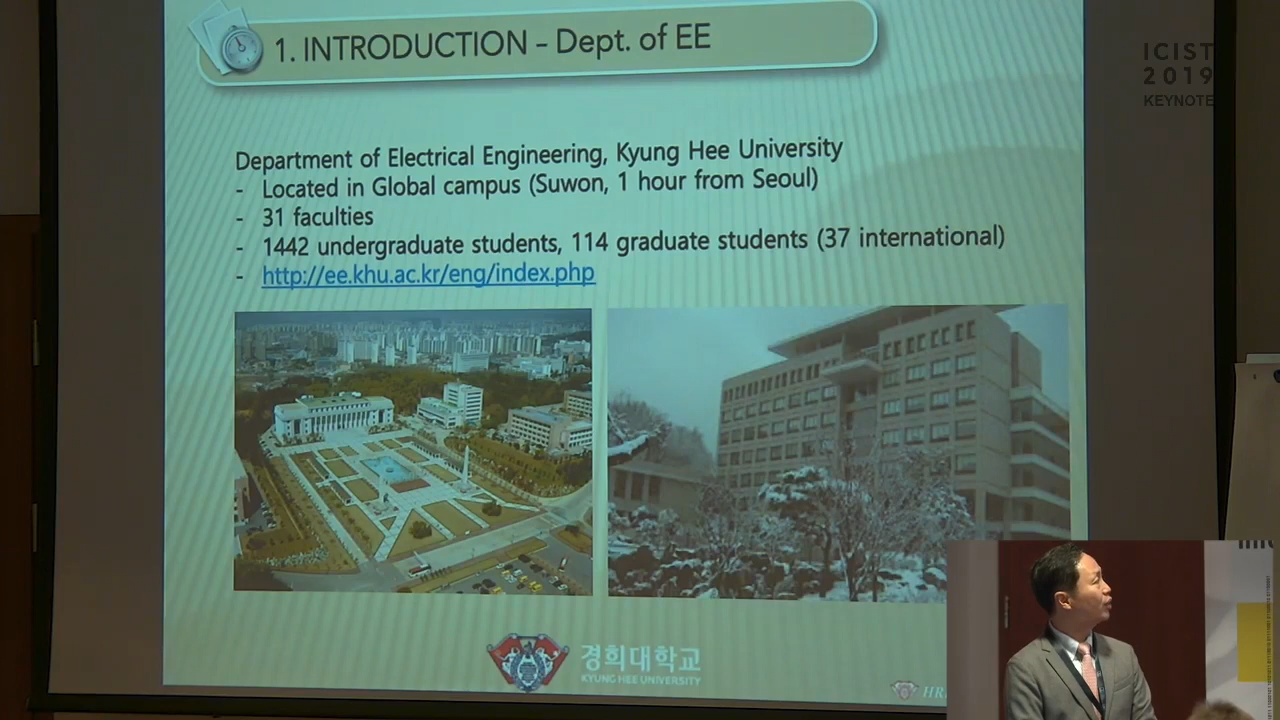 1. INTRODUCTION – Dept. of EE
ICIST
2019
KEYNOTE
Department of Electrical Engineering, Kyung Hee University
- Located in Global campus (Suwon, 1 hour from Seoul)
- 31 faculties
- 1442 undergraduate students, 114 graduate students (37 international)
- http://ee.khu.ac.kr/eng/index.php
경희대학교
KYUNG HEE UNIVERSITY